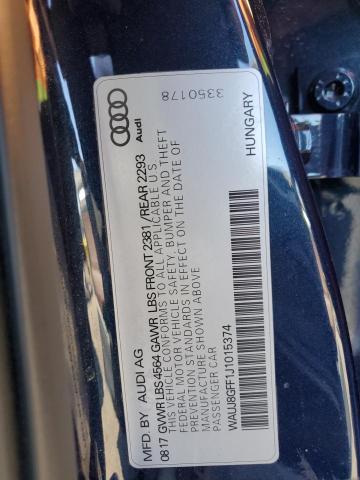 3350178
Audi
HUNGARY
MFD. BY AUDI AG
0817 GVWR LBS 4564 GAWR LBS FRONT 2381/REAR 2293
THIS VEHICLE CONFORMS TO ALL APPLICABLE U.S.
FEDERAL MOTOR VEHICLE SAFETY, BUMPER AND THEFT
PREVENTION STANDARDS IN EFFECT ON THE DATE OF
MANUFACTURE SHOWN ABOVE
PASSENGER CAR
WAUJ8GFF1J1015374